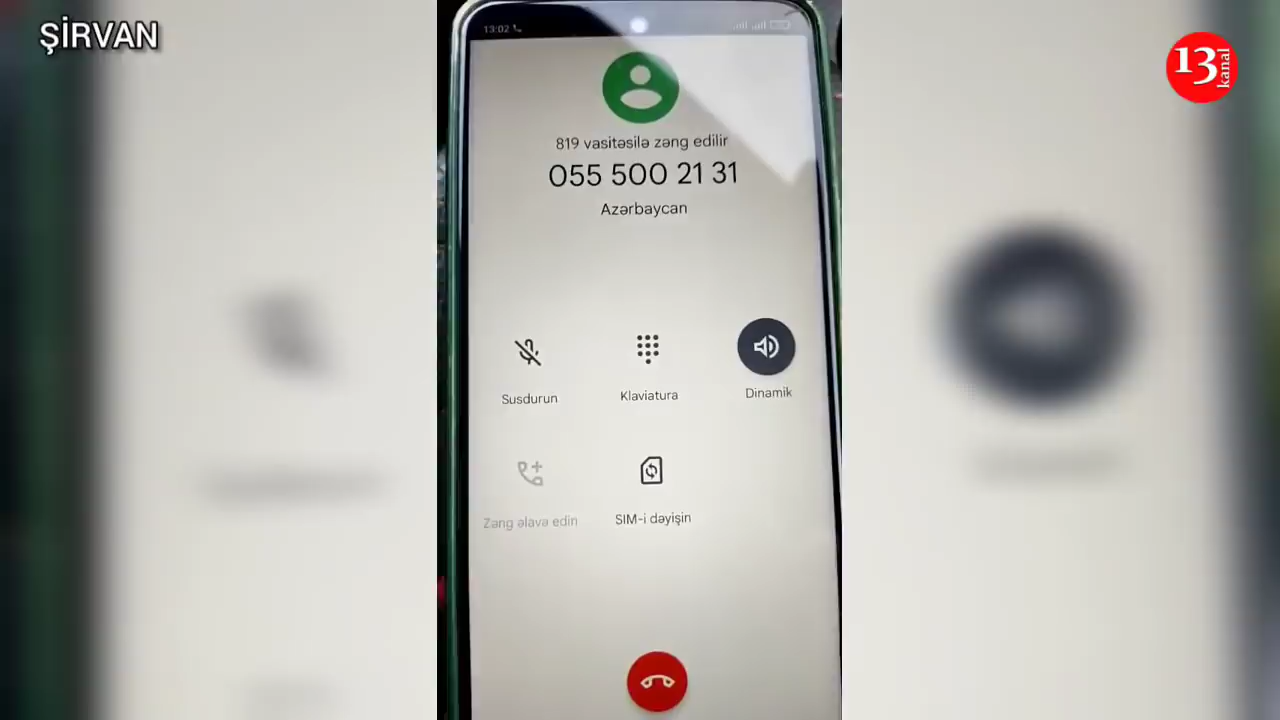 ŞİRVAN
13 kanal
13:02
819 vasitəsilə zəng edilir
055 500 21 31
Azərbaycan
Susdurun
Klaviatura
Dinamik
Zəng əlavə edin
SIM-i dəyişin